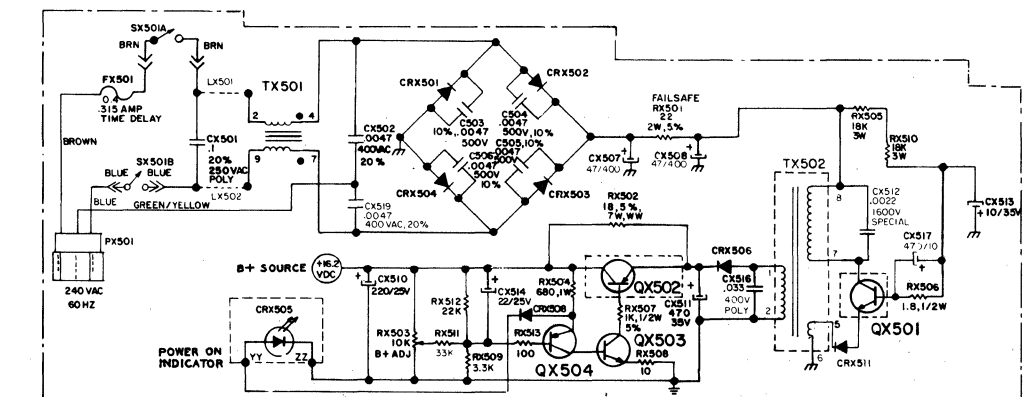 SX501A
BRN
BRN
FX501
0.4
.315 AMP
TIME DELAY
LX501
TX501
2
4
9
7
CX501
.1
20%
250VAC
POLY
BROWN
SX501B
BLUE
BLUE
BLUE
LX502
GREEN/YELLOW
PX501
240 VAC
60 HZ
CX502
.0047
400VAC
20 %
CX519
.0047
400 VAC, 20%
CRX501
CRX502
C503
10%, .0047
500V
C504
.0047
500V, 10%
C506
.0047
500V
10%
C505, 10%
.0047
500V
CRX504
CRX503
FAILSAFE
RX501
22
2W, 5%
CX507
47/400
CX508
47/400
RX505
18K
3W
RX510
18K
3W
TX502
8
7
1
2
5
6
CX512
.0022
1600V
SPECIAL
CX513
10/35V
CX517
470/10
RX506
1.8, 1/2W
QX501
CRX511
RX502
18, 5%,
7W, WW
B+ SOURCE
+16.2
VDC
CX510
220/25V
RX512
22K
CX514
22/25V
RX504
680, 1W
CRX508
QX502
CX511
470
35V
CRX506
CX516
.033
400V
POLY
RX507
1K, 1/2W
5%
QX503
RX508
10
RX503
10K
B+ ADJ
RX511
33K
RX509
3.3K
RX513
100
QX504
CRX505
YY
ZZ
POWER ON
INDICATOR